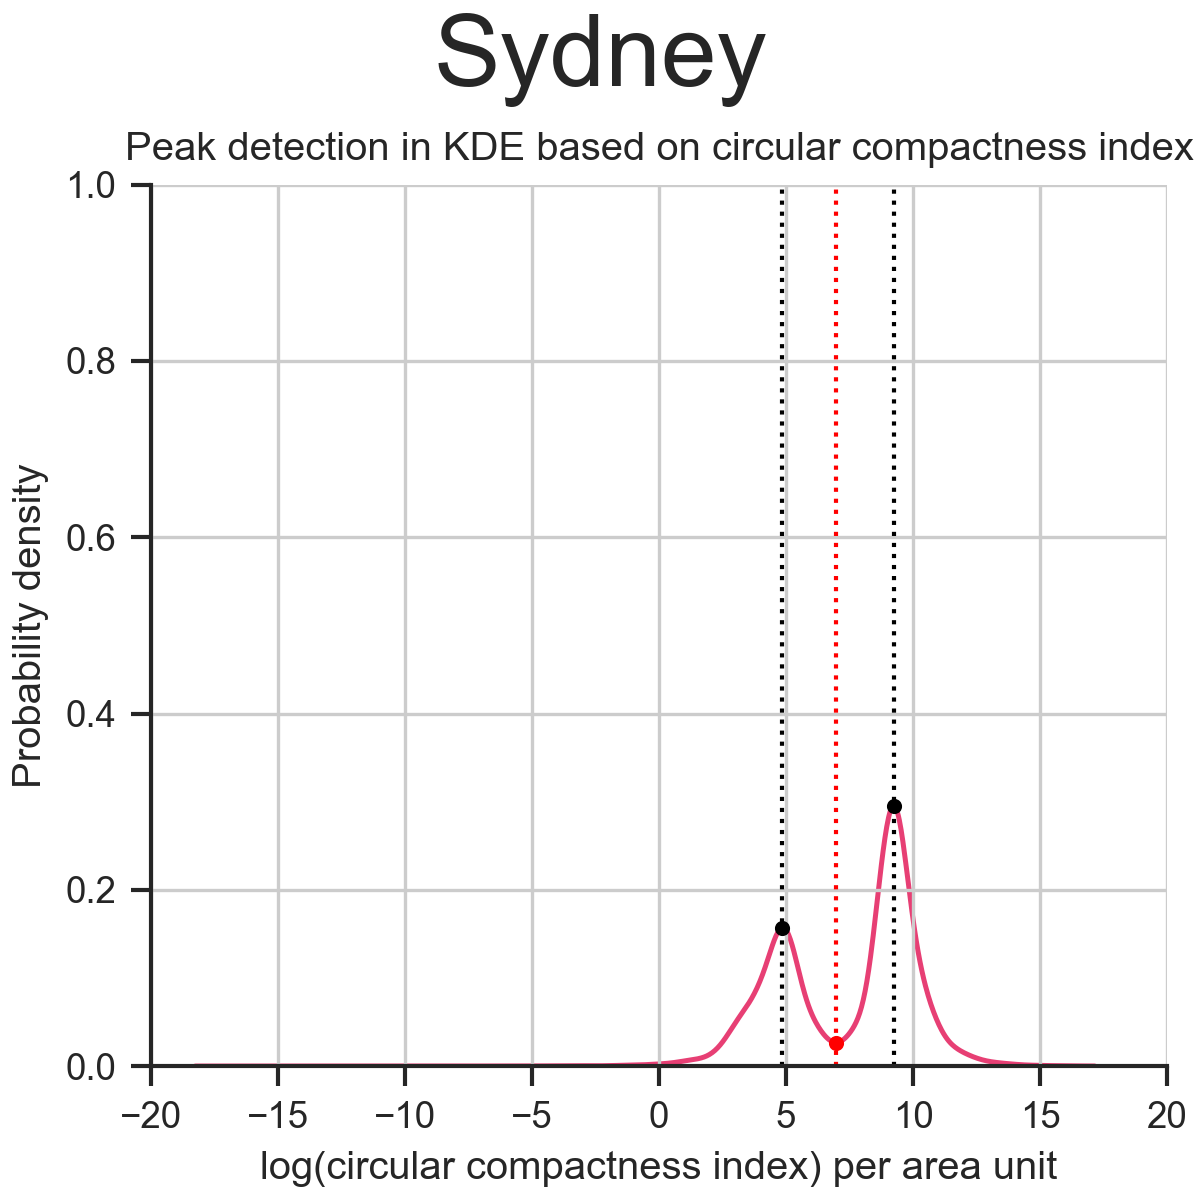 Sydney
Peak detection in KDE based on circular compactness index
1.0
0.8
0.6
0.4
0.2
0.0
Probability density
−20 −15 −10 −5 0 5 10 15 20
log(circular compactness index) per area unit